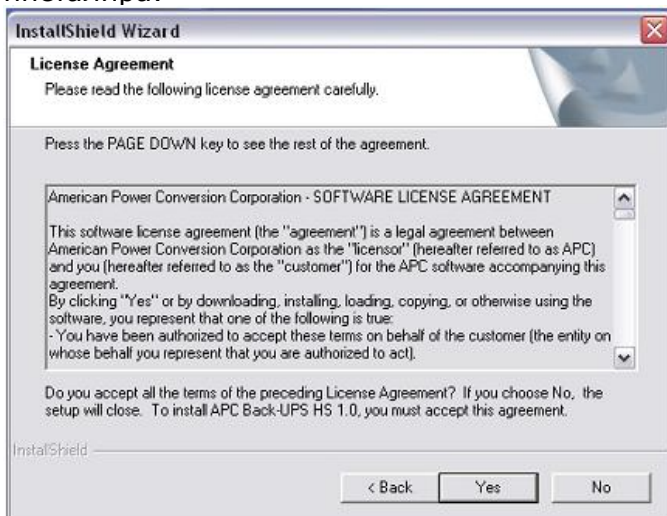 InstallShield Wizard
License Agreement
Please read the following license agreement carefully.
Press the PAGE DOWN key to see the rest of the agreement.
American Power Conversion Corporation - SOFTWARE LICENSE AGREEMENT
This software license agreement (the "agreement") is a legal agreement between
American Power Conversion Corporation as the "licensor" (hereafter referred to as APC)
and you (hereafter referred to as the "customer") for the APC software accompanying this
agreement.
By clicking "Yes" or by downloading, installing, loading, copying, or otherwise using the
software, you represent that one of the following is true:
- You have been authorized to accept these terms on behalf of the customer (the entity on
whose behalf you represent that you are authorized to act).
Do you accept all the terms of the preceding License Agreement? If you choose No, the
setup will close. To install APC Back-UPS HS 1.0, you must accept this agreement.
InstallShield
< Back
Yes
No